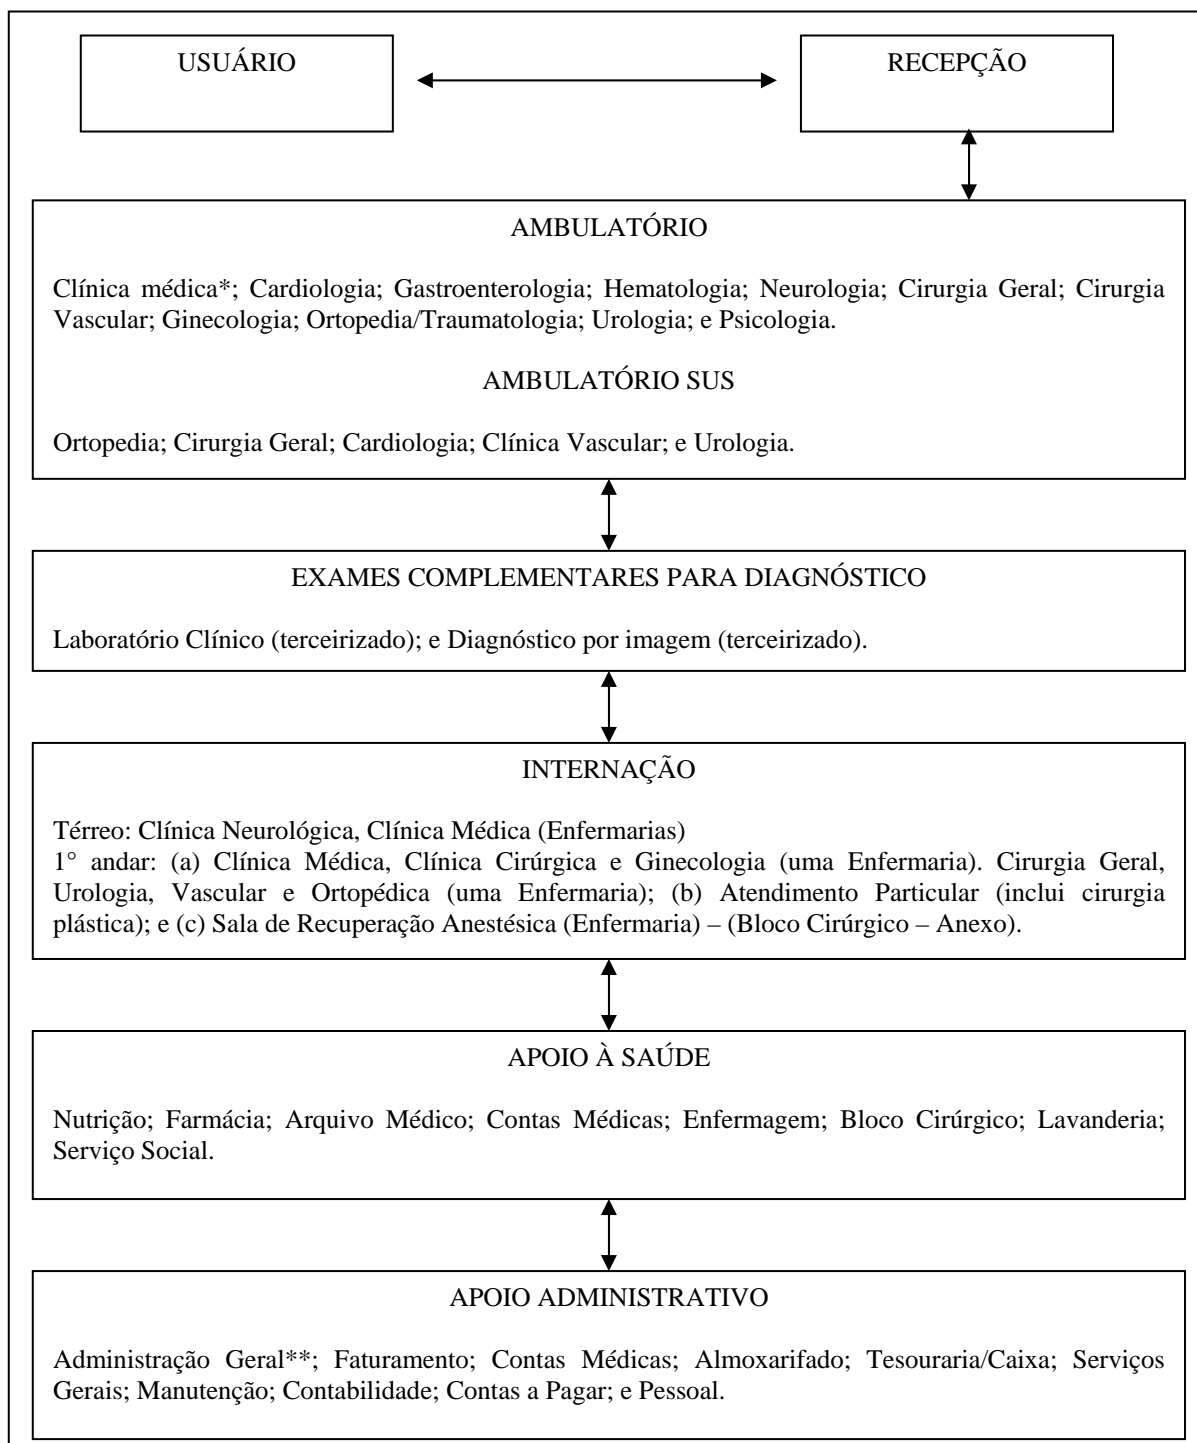 USUÁRIO
RECEPÇÃO
AMBULATÓRIO
Clínica médica*; Cardiologia; Gastroenterologia; Hematologia; Neurologia; Cirurgia Geral; Cirurgia
Vascular; Ginecologia; Ortopedia/Traumatologia; Urologia; e Psicologia.
AMBULATÓRIO SUS
Ortopedia; Cirurgia Geral; Cardiologia; Clínica Vascular; e Urologia.
EXAMES COMPLEMENTARES PARA DIAGNÓSTICO
Laboratório Clínico (terceirizado); e Diagnóstico por imagem (terceirizado).
INTERNAÇÃO
Térreo: Clínica Neurológica, Clínica Médica (Enfermarias)
1° andar: (a) Clínica Médica, Clínica Cirúrgica e Ginecologia (uma Enfermaria). Cirurgia Geral,
Urologia, Vascular e Ortopédica (uma Enfermaria); (b) Atendimento Particular (inclui cirurgia
plástica); e (c) Sala de Recuperação Anestésica (Enfermaria) – (Bloco Cirúrgico – Anexo).
APOIO À SAÚDE
Nutrição; Farmácia; Arquivo Médico; Contas Médicas; Enfermagem; Bloco Cirúrgico; Lavanderia;
Serviço Social.
APOIO ADMINISTRATIVO
Administração Geral**; Faturamento; Contas Médicas; Almoxarifado; Tesouraria/Caixa; Serviços
Gerais; Manutenção; Contabilidade; Contas a Pagar; e Pessoal.